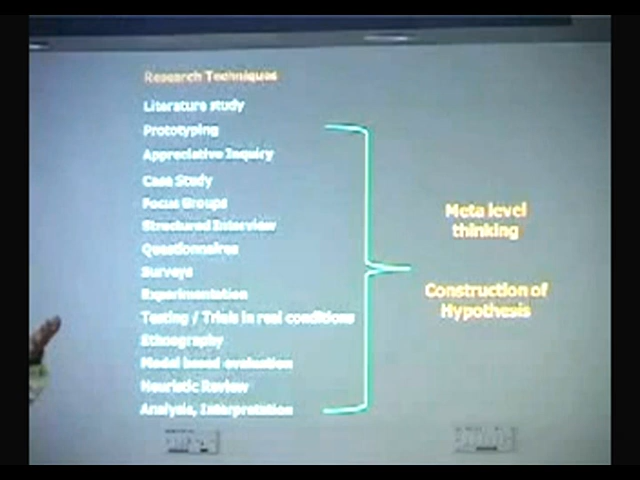 Research Techniques
Literature study
Prototyping
Appreciative Inquiry
Case Study
Focus Groups
Structured Interview
Questionnaires
Surveys
Experimentation
Testing / Trials in real conditions
Ethnography
Model based evaluation
Heuristic Review
Analysis, Interpretation
Meta level
thinking
Construction of
Hypothesis